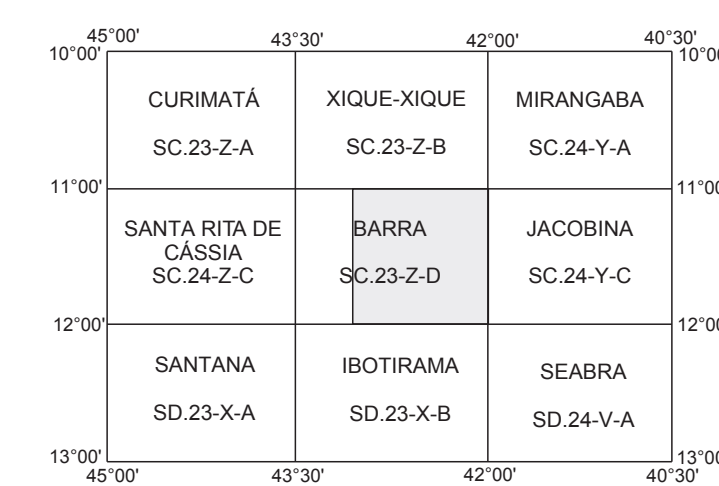 45°00' 43°30' 42°00' 40°30'
10°00' 10°00
CURIMATÁ XIQUE-XIQUE MIRANGABA
SC.23-Z-A SC.23-Z-B SC.24-Y-A
11°00' 11°00
SANTA RITA DE CÁSSIA BARRA JACOBINA
SC.24-Z-C SC.23-Z-D SC.24-Y-C
12°00' 12°00
SANTANA IBOTIRAMA SEABRA
SD.23-X-A SD.23-X-B SD.24-V-A
13°00' 13°00
45°00' 43°30' 42°00' 40°30'